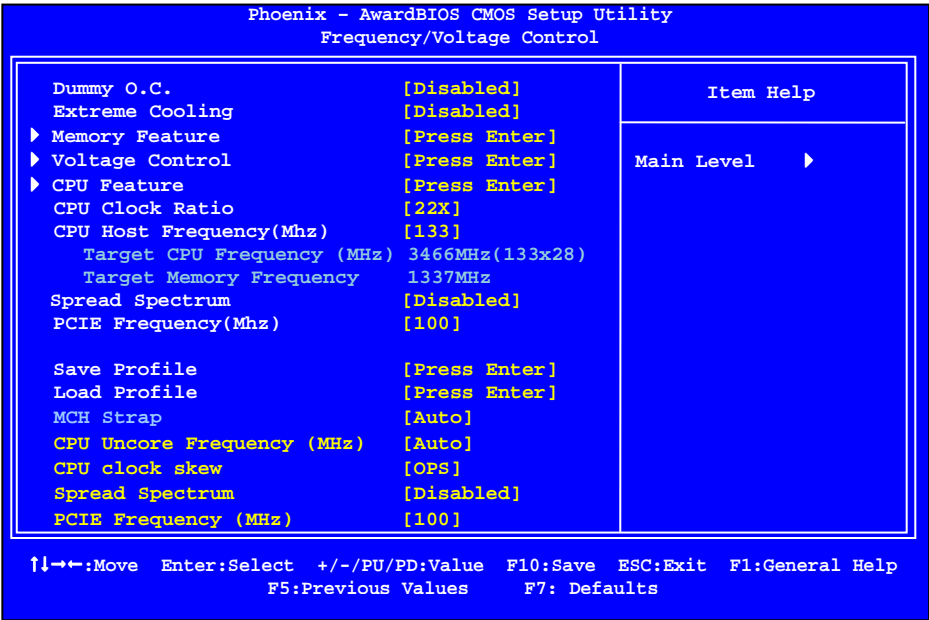 Phoenix – AwardBIOS CMOS Setup Utility
Frequency/Voltage Control
Dummy O.C. [Disabled]
Item Help
Extreme Cooling [Disabled]
Memory Feature [Press Enter]
Voltage Control [Press Enter]
Main Level
CPU Feature [Press Enter]
CPU Clock Ratio [22X]
CPU Host Frequency(Mhz) [133]
Target CPU Frequency (MHz) 3466MHz(133x28)
Target Memory Frequency 1337MHz
Spread Spectrum [Disabled]
PCIE Frequency(Mhz) [100]
Save Profile [Press Enter]
Load Profile [Press Enter]
MCH Strap [Auto]
CPU Uncore Frequency (MHz) [Auto]
CPU clock skew [OPS]
Spread Spectrum [Disabled]
PCIE Frequency (MHz) [100]
↑↓→←:Move Enter:Select +/-/PU/PD:Value F10:Save ESC:Exit F1:General Help
F5:Previous Values F7: Defaults